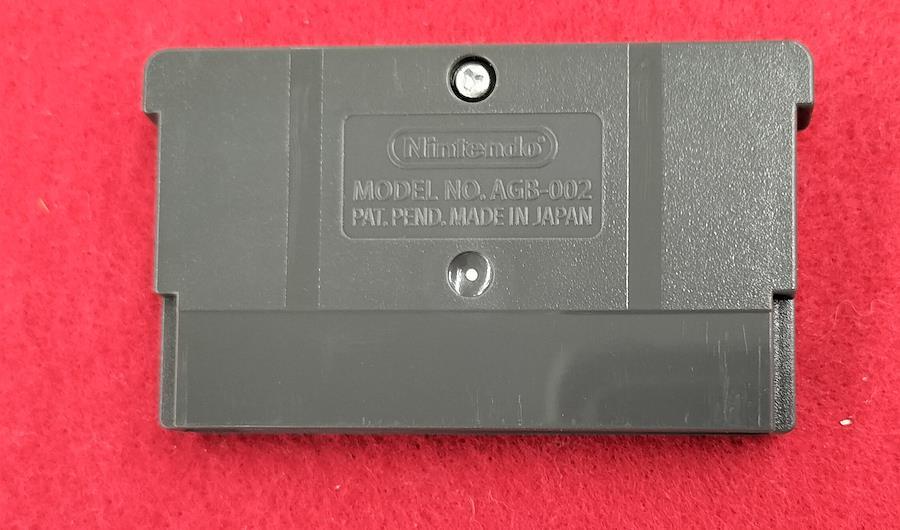 Nintendo®
MODEL NO. AGB-002
PAT. PEND. MADE IN JAPAN